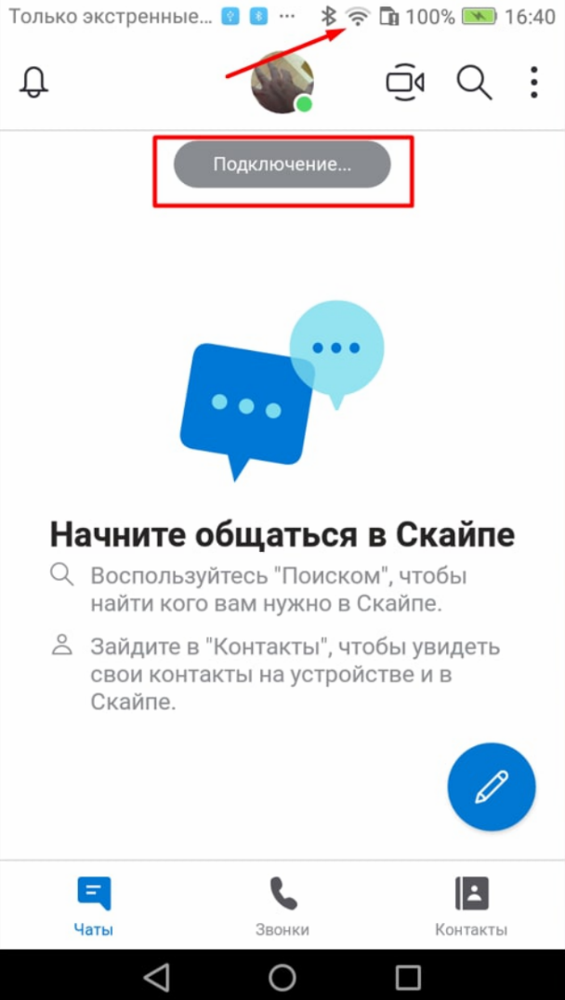 Только экстренные... 100% 16:40
Подключение...
Начните общаться в Скайпе
Воспользуйтесь "Поиском", чтобы
найти кого вам нужно в Скайпе.
Зайдите в "Контакты", чтобы увидеть
свои контакты на устройстве и в
Скайпе.
Чаты Звонки Контакты